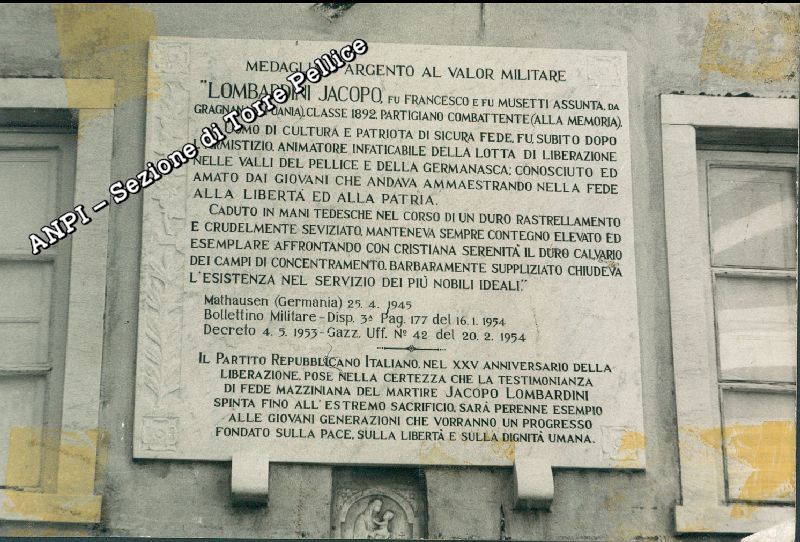 MEDAGLIA ARGENTO AL VALOR MILITARE
"LOMBARDINI JACOPO, FU FRANCESCO E FU MUSETTI ASSUNTA, DA
GRAGNANA CLASSE 1892, PARTIGIANO COMBATTENTE (ALLA MEMORIA).
UOMO DI CULTURA E PATRIOTA DI SICURA FEDE, FU, SUBITO DOPO
ARMISTIZIO, ANIMATORE INFATICABILE DELLA LOTTA DI LIBERAZIONE
NELLE VALLI DEL PELLICE E DELLA GERMANASCA; CONOSCIUTO ED
AMATO DAI GIOVANI CHE ANDAVA AMMAESTRANDO NELLA FEDE
ALLA LIBERTÀ ED ALLA PATRIA.
CADUTO IN MANI TEDESCHE NEL CORSO DI UN DURO RASTRELLAMENTO
E CRUDELMENTE SEVIZIATO, MANTENEVA SEMPRE CONTEGNO ELEVATO ED
ESEMPLARE AFFRONTANDO CON CRISTIANA SERENITÀ IL DURO CALVARIO
DEI CAMPI DI CONCENTRAMENTO. BARBARAMENTE SUPPLIZIATO CHIUDEVA
L'ESISTENZA NEL SERVIZIO DEI PIÙ NOBILI IDEALI."
Mathausen (Germania) 25. 4. 1945
Bollettino Militare - Disp. 3ª Pag. 177 del 16. 1. 1954
Decreto 4. 5. 1953 - Gazz. Uff. Nº 42 del 20. 2. 1954
IL PARTITO REPUBBLICANO ITALIANO, NEL XXV ANNIVERSARIO DELLA
LIBERAZIONE, POSE NELLA CERTEZZA CHE LA TESTIMONIANZA
DI FEDE MAZZINIANA DEL MARTIRE JACOPO LOMBARDINI
SPINTA FINO ALL'ESTREMO SACRIFICIO, SARÀ PERENNE ESEMPIO
ALLE GIOVANI GENERAZIONI CHE VORRANNO UN PROGRESSO
FONDATO SULLA PACE, SULLA LIBERTÀ E SULLA DIGNITÀ UMANA.
ANPI – Sezione di Torre Pellice